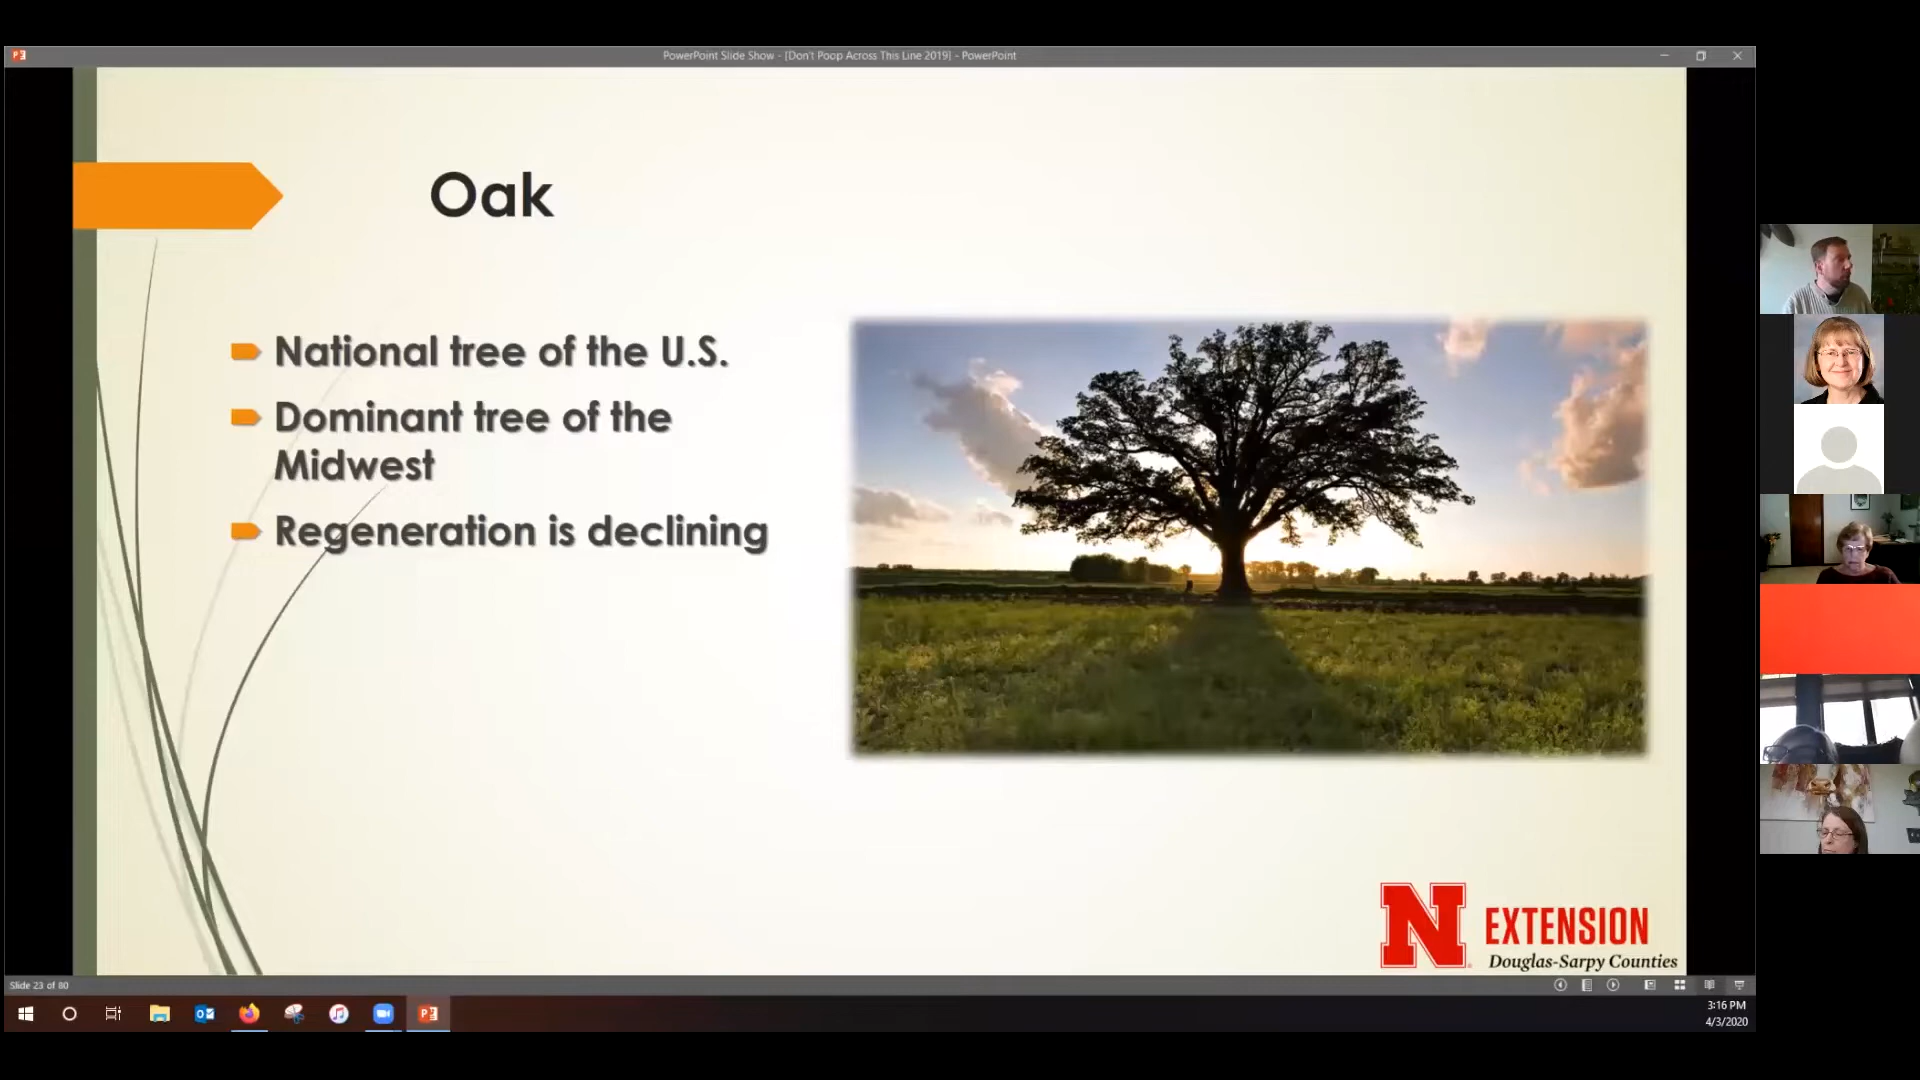 PowerPoint Slide Show - [Don't Poop Across This Line 2019] - PowerPoint
Oak
National tree of the U.S.
Dominant tree of the
Midwest
Regeneration is declining
N EXTENSION
Douglas-Sarpy Counties
Slide 23 of 80
3:16 PM
4/3/2020